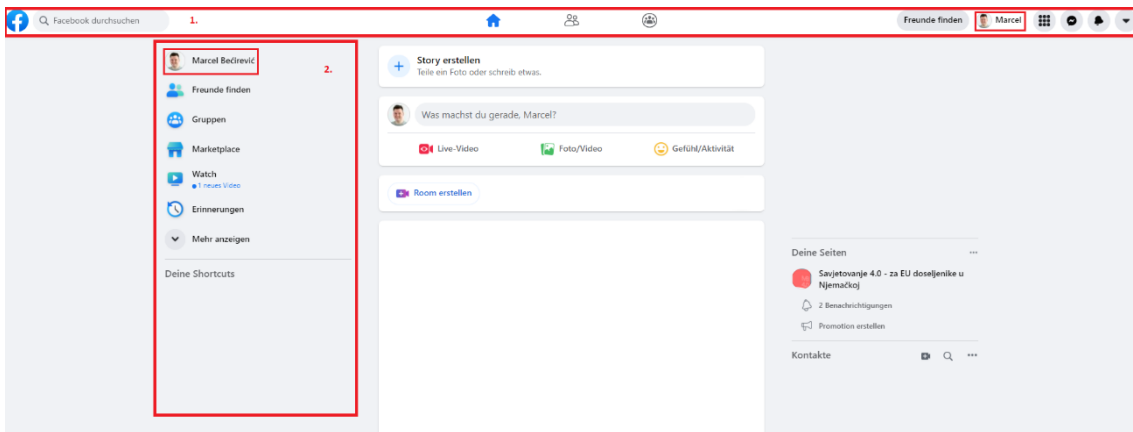 Facebook durchsuchen
1.
Freunde finden
Marcel
Marcel Bećirević
2.
Freunde finden
Gruppen
Marketplace
Watch
1 neues Video
Erinnerungen
Mehr anzeigen
Deine Shortcuts
Story erstellen
Teile ein Foto oder schreib etwas.
Was machst du gerade, Marcel?
Live-Video
Foto/Video
Gefühl/Aktivität
Room erstellen
Deine Seiten
Savjetovanje 4.0 - za EU doseljenike u
Njemačkoj
2 Benachrichtigungen
Promotion erstellen
Kontakte